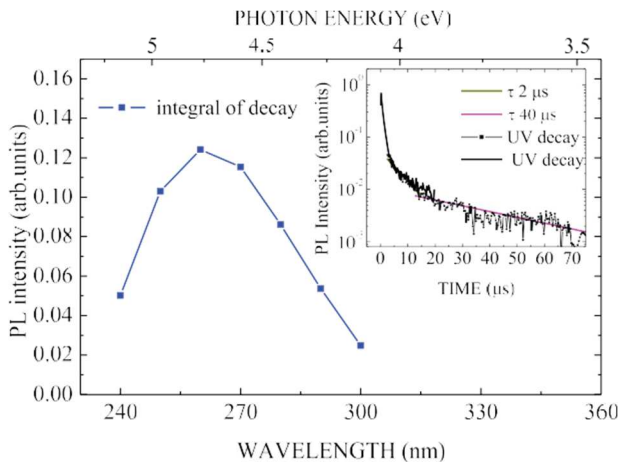 PHOTON ENERGY (eV)
5 4.5 4 3.5
0.16
0.14
0.12
0.10
0.08
0.06
0.04
0.02
0.00
PL intensity (arb.units)
integral of decay
10^0
10^-1
10^-2
PL Intensity (arb.units)
τ 2 μs
τ 40 μs
UV decay
UV decay
0 10 20 30 40 50 60 70
TIME (μs)
240 270 300 330 360
WAVELENGTH (nm)